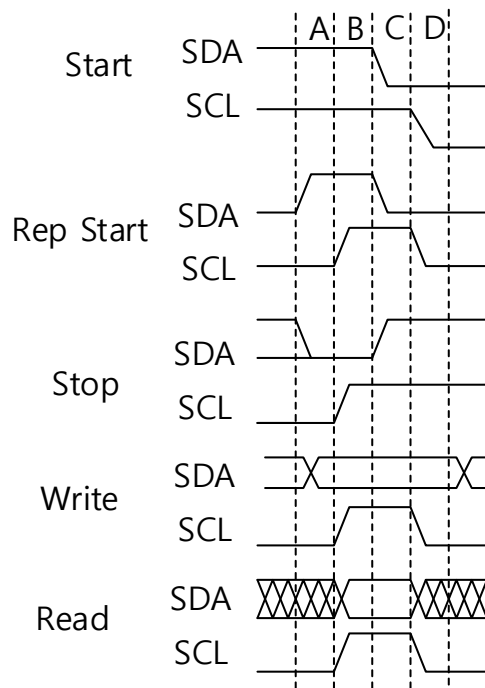 A B C D
Start SDA
SCL
Rep Start SDA
SCL
Stop SDA
SCL
Write SDA
SCL
Read SDA
SCL